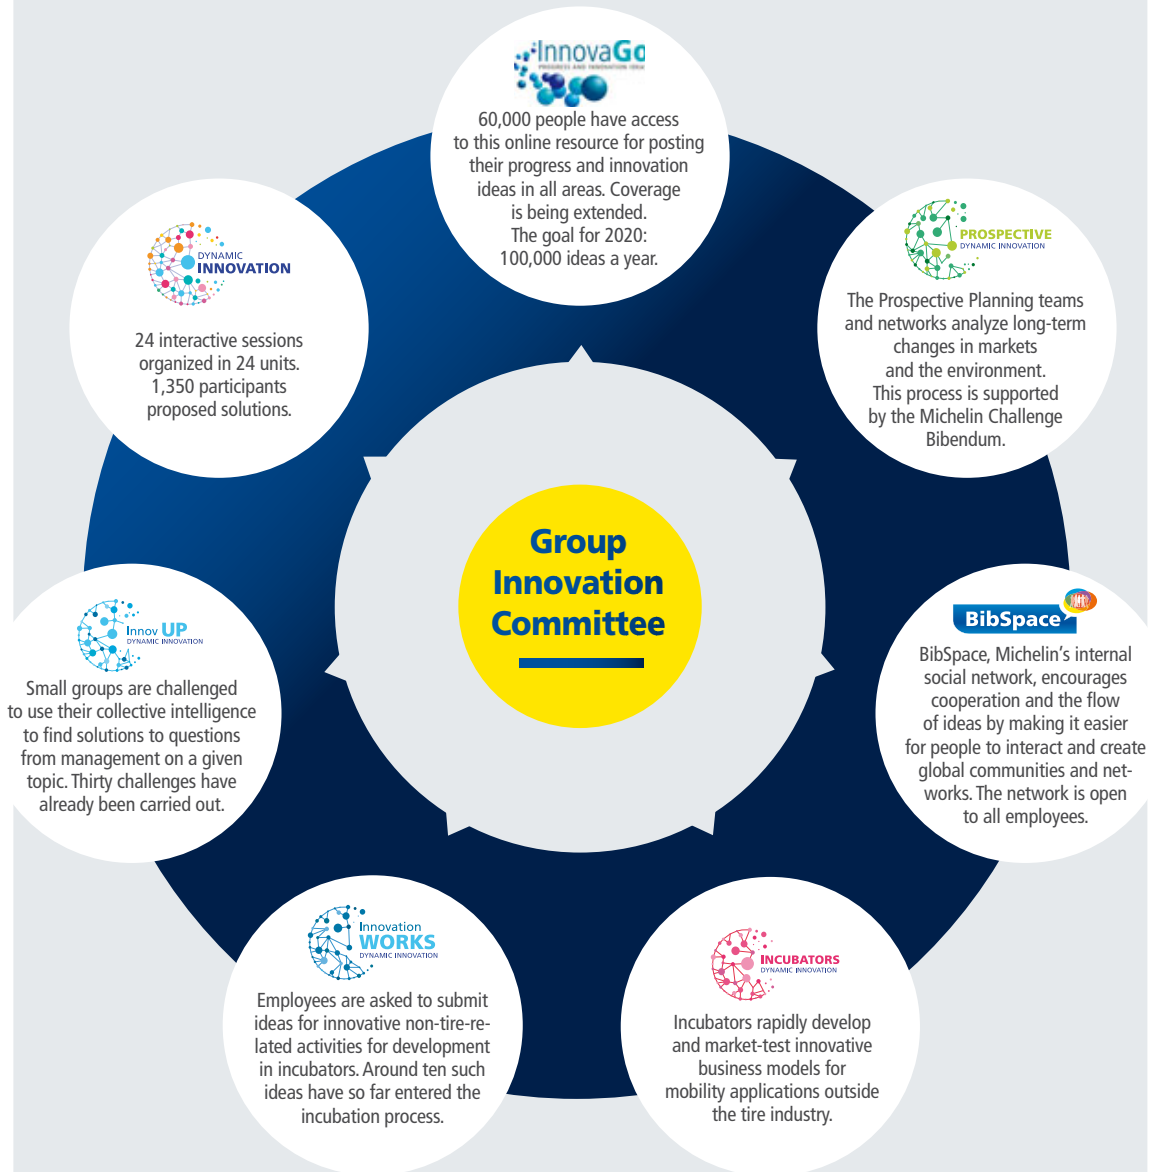 InnovaGo
PROGRESS AND INNOVATION IDEA
60,000 people have access
to this online resource for posting
their progress and innovation
ideas in all areas. Coverage
is being extended.
The goal for 2020:
100,000 ideas a year.
PROSPECTIVE
DYNAMIC INNOVATION
The Prospective Planning teams
and networks analyze long-term
changes in markets
and the environment.
This process is supported
by the Michelin Challenge
Bibendum.
BibSpace
BibSpace, Michelin’s internal
social network, encourages
cooperation and the flow
of ideas by making it easier
for people to interact and create
global communities and net-
works. The network is open
to all employees.
INCUBATORS
DYNAMIC INNOVATION
Incubators rapidly develop
and market-test innovative
business models for
mobility applications outside
the tire industry.
Innovation
WORKS
DYNAMIC INNOVATION
Employees are asked to submit
ideas for innovative non-tire-re-
lated activities for development
in incubators. Around ten such
ideas have so far entered the
incubation process.
Innov UP
DYNAMIC INNOVATION
Small groups are challenged
to use their collective intelligence
to find solutions to questions
from management on a given
topic. Thirty challenges have
already been carried out.
DYNAMIC
INNOVATION
24 interactive sessions
organized in 24 units.
1,350 participants
proposed solutions.
Group
Innovation
Committee